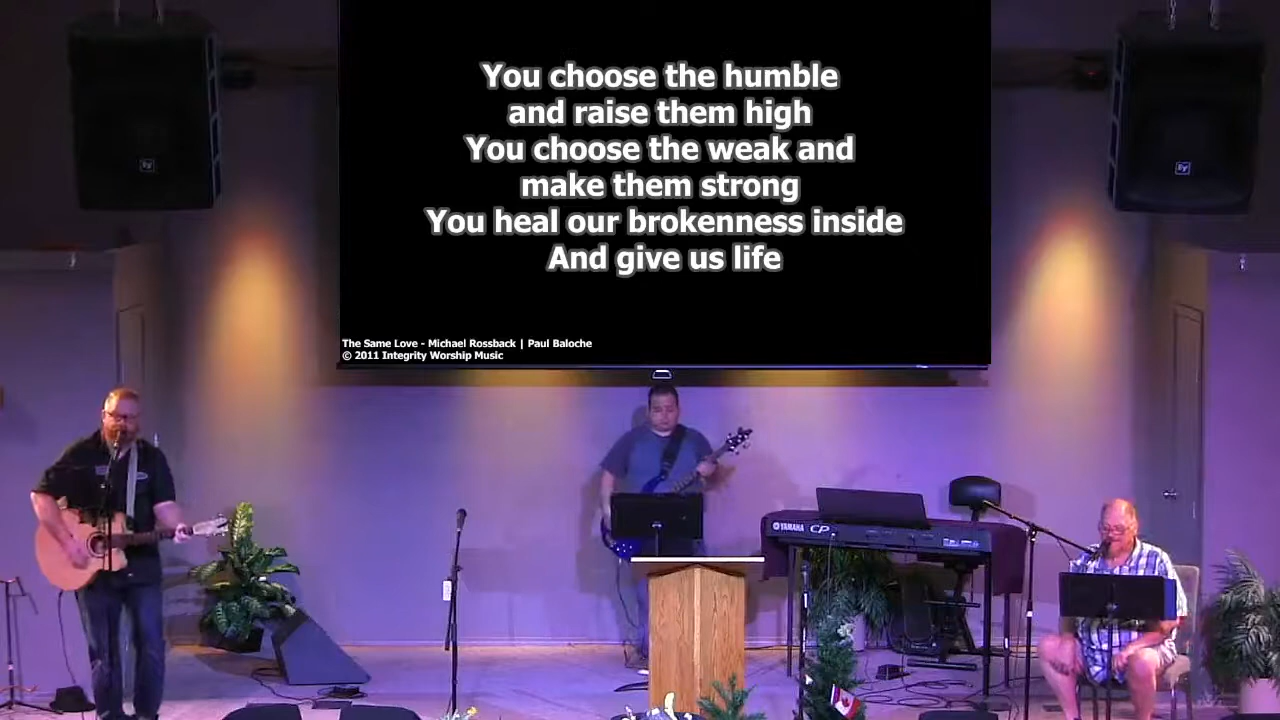 You choose the humble
and raise them high
You choose the weak and
make them strong
You heal our brokenness inside
And give us life
The Same Love - Michael Rossback | Paul Baloche
© 2011 Integrity Worship Music
EV
EV
YAMAHA CP